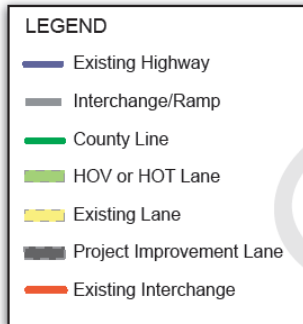 LEGEND
Existing Highway
Interchange/Ramp
County Line
HOV or HOT Lane
Existing Lane
Project Improvement Lane
Existing Interchange